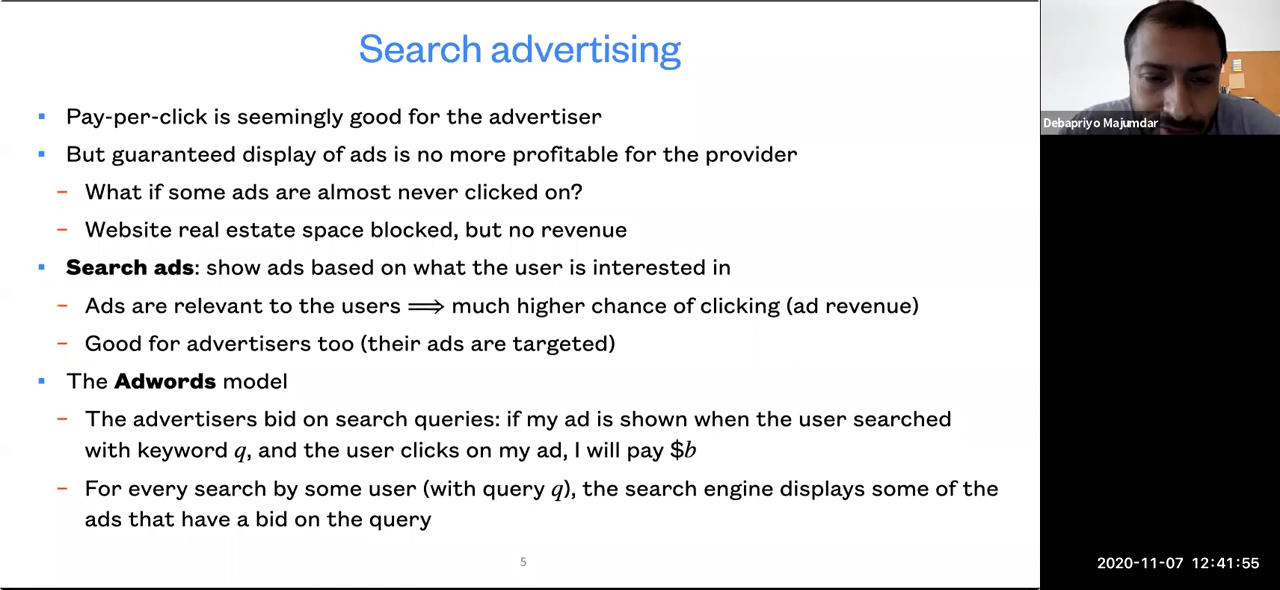 Search advertising
▪ Pay-per-click is seemingly good for the advertiser
▪ But guaranteed display of ads is no more profitable for the provider
– What if some ads are almost never clicked on?
– Website real estate space blocked, but no revenue
▪ Search ads: show ads based on what the user is interested in
– Ads are relevant to the users ⟹ much higher chance of clicking (ad revenue)
– Good for advertisers too (their ads are targeted)
▪ The Adwords model
– The advertisers bid on search queries: if my ad is shown when the user searched
with keyword q, and the user clicks on my ad, I will pay $b
– For every search by some user (with query q), the search engine displays some of the
ads that have a bid on the query
5
Debapriyo Majumdar
2020-11-07 12:41:55